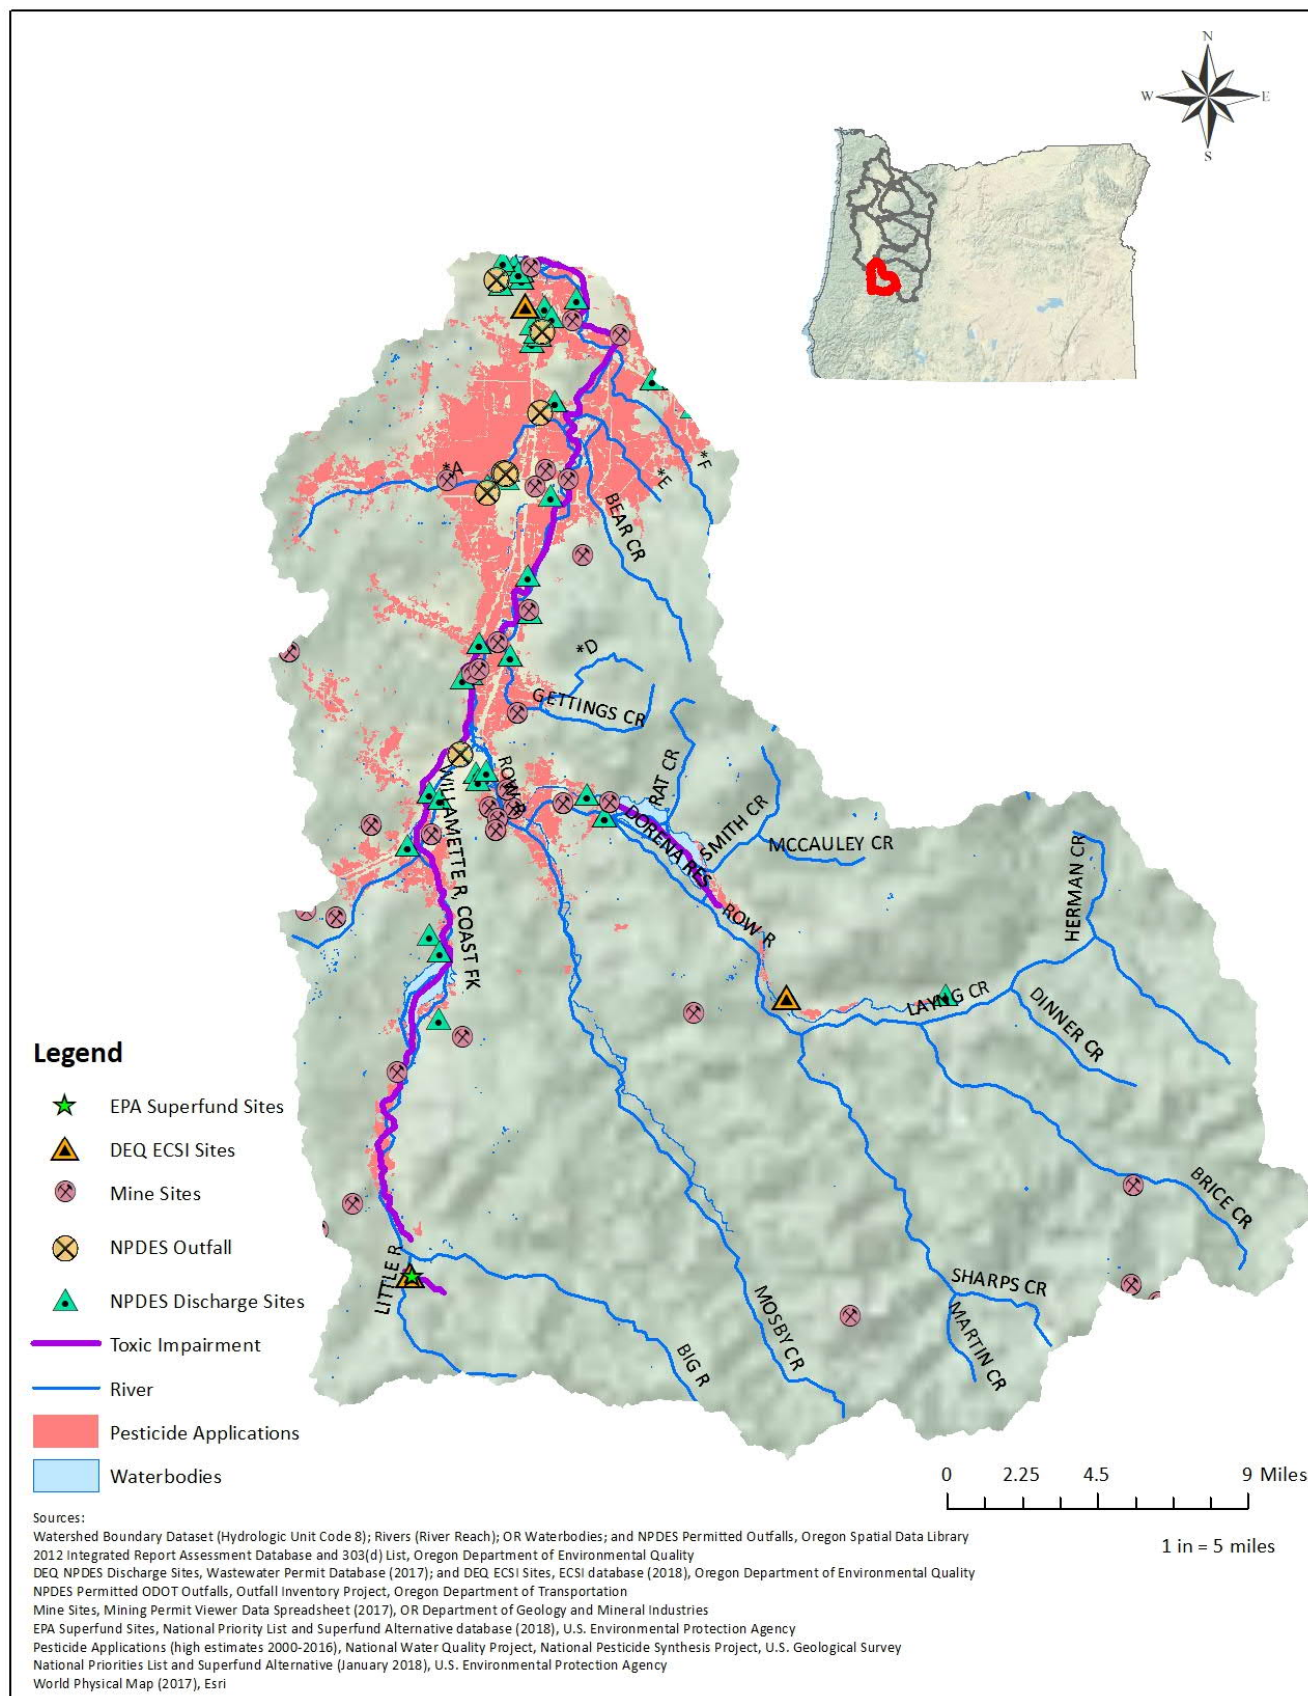 N
W
E
S
*A
*F
*E
BEAR CR
*D
GETTINGS CR
ROW R
RAT CR
SMITH CR
MCCAULEY CR
DORENA RES
WILLAMETTE R, COAST FK
ROW R
HERMAN CR
LAYNG CR
DINNER CR
BRICE CR
SHARPS CR
MARTIN CR
MOSBY CR
BIG R
LITTLE R
Legend
EPA Superfund Sites
DEQ ECSI Sites
Mine Sites
NPDES Outfall
NPDES Discharge Sites
Toxic Impairment
River
Pesticide Applications
Waterbodies
0 2.25 4.5 9 Miles
1 in = 5 miles
Sources:
Watershed Boundary Dataset (Hydrologic Unit Code 8); Rivers (River Reach); OR Waterbodies; and NPDES Permitted Outfalls, Oregon Spatial Data Library
2012 Integrated Report Assessment Database and 303(d) List, Oregon Department of Environmental Quality
DEQ NPDES Discharge Sites, Wastewater Permit Database (2017); and DEQ ECSI Sites, ECSI database (2018), Oregon Department of Environmental Quality
NPDES Permitted ODOT Outfalls, Outfall Inventory Project, Oregon Department of Transportation
Mine Sites, Mining Permit Viewer Data Spreadsheet (2017), OR Department of Geology and Mineral Industries
EPA Superfund Sites, National Priority List and Superfund Alternative database (2018), U.S. Environmental Protection Agency
Pesticide Applications (high estimates 2000-2016), National Water Quality Project, National Pesticide Synthesis Project, U.S. Geological Survey
National Priorities List and Superfund Alternative (January 2018), U.S. Environmental Protection Agency
World Physical Map (2017), Esri